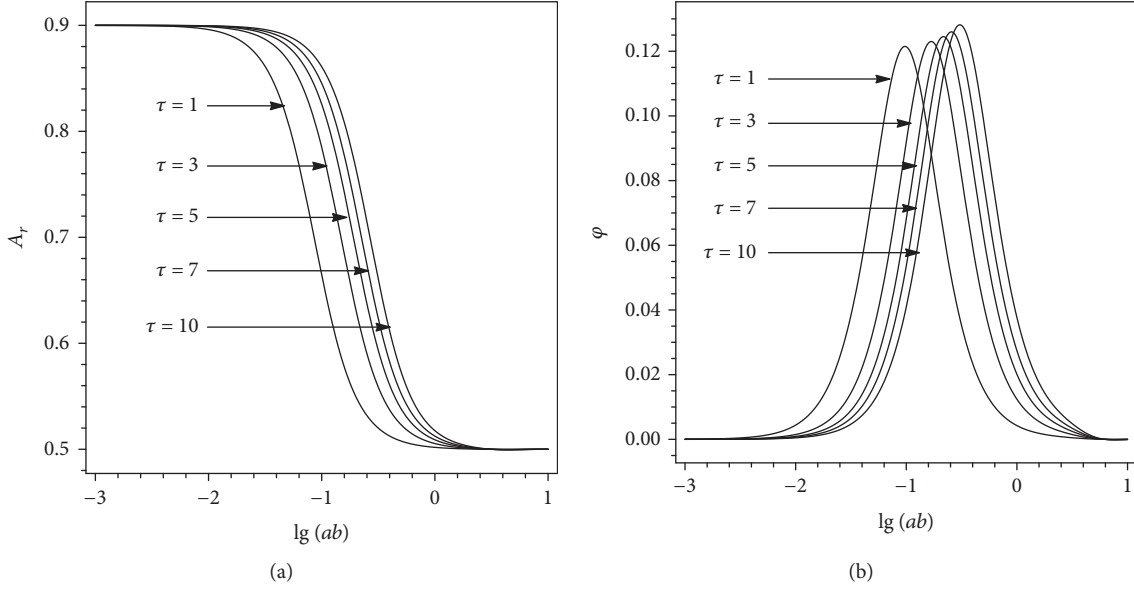 0.9
0.8
0.7
0.6
0.5
A_r
τ = 1
τ = 3
τ = 5
τ = 7
τ = 10
−3
−2
−1
0
1
lg (ab)
(a)
0.12
0.10
0.08
0.06
0.04
0.02
0.00
φ
τ = 1
τ = 3
τ = 5
τ = 7
τ = 10
−3
−2
−1
0
1
lg (ab)
(b)